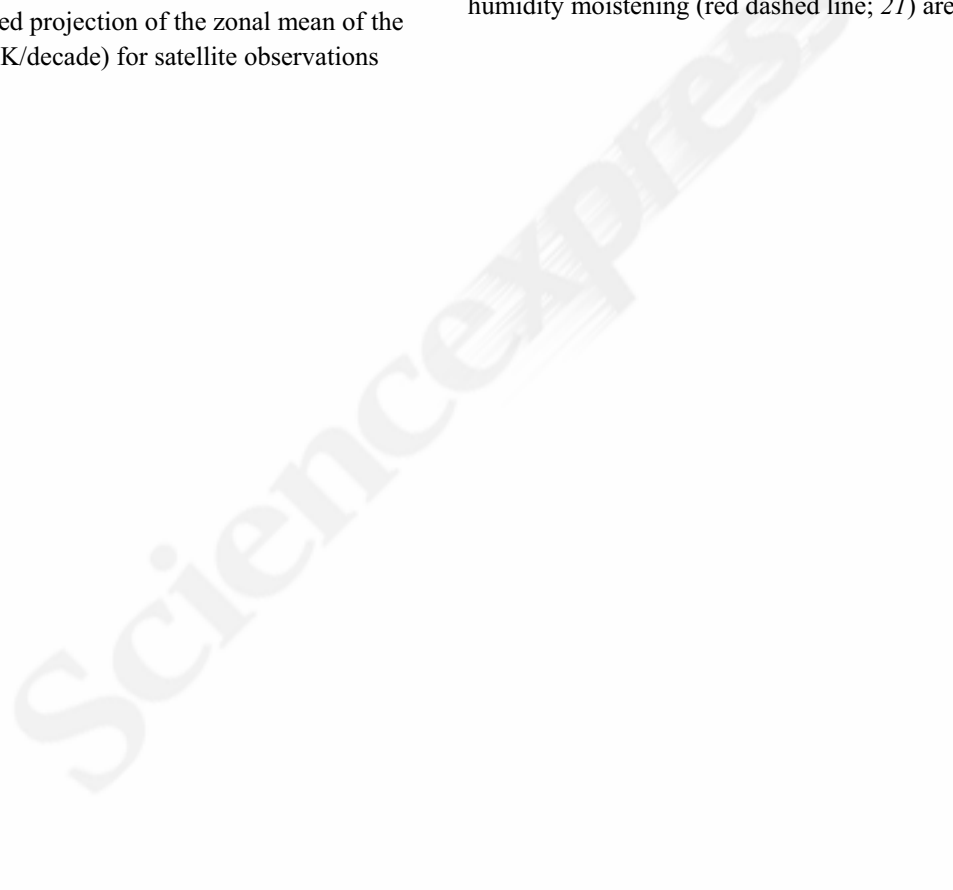 ed projection of the zonal mean of the
K/decade) for satellite observations
humidity moistening (red dashed line; 21) are
Sciencexpress